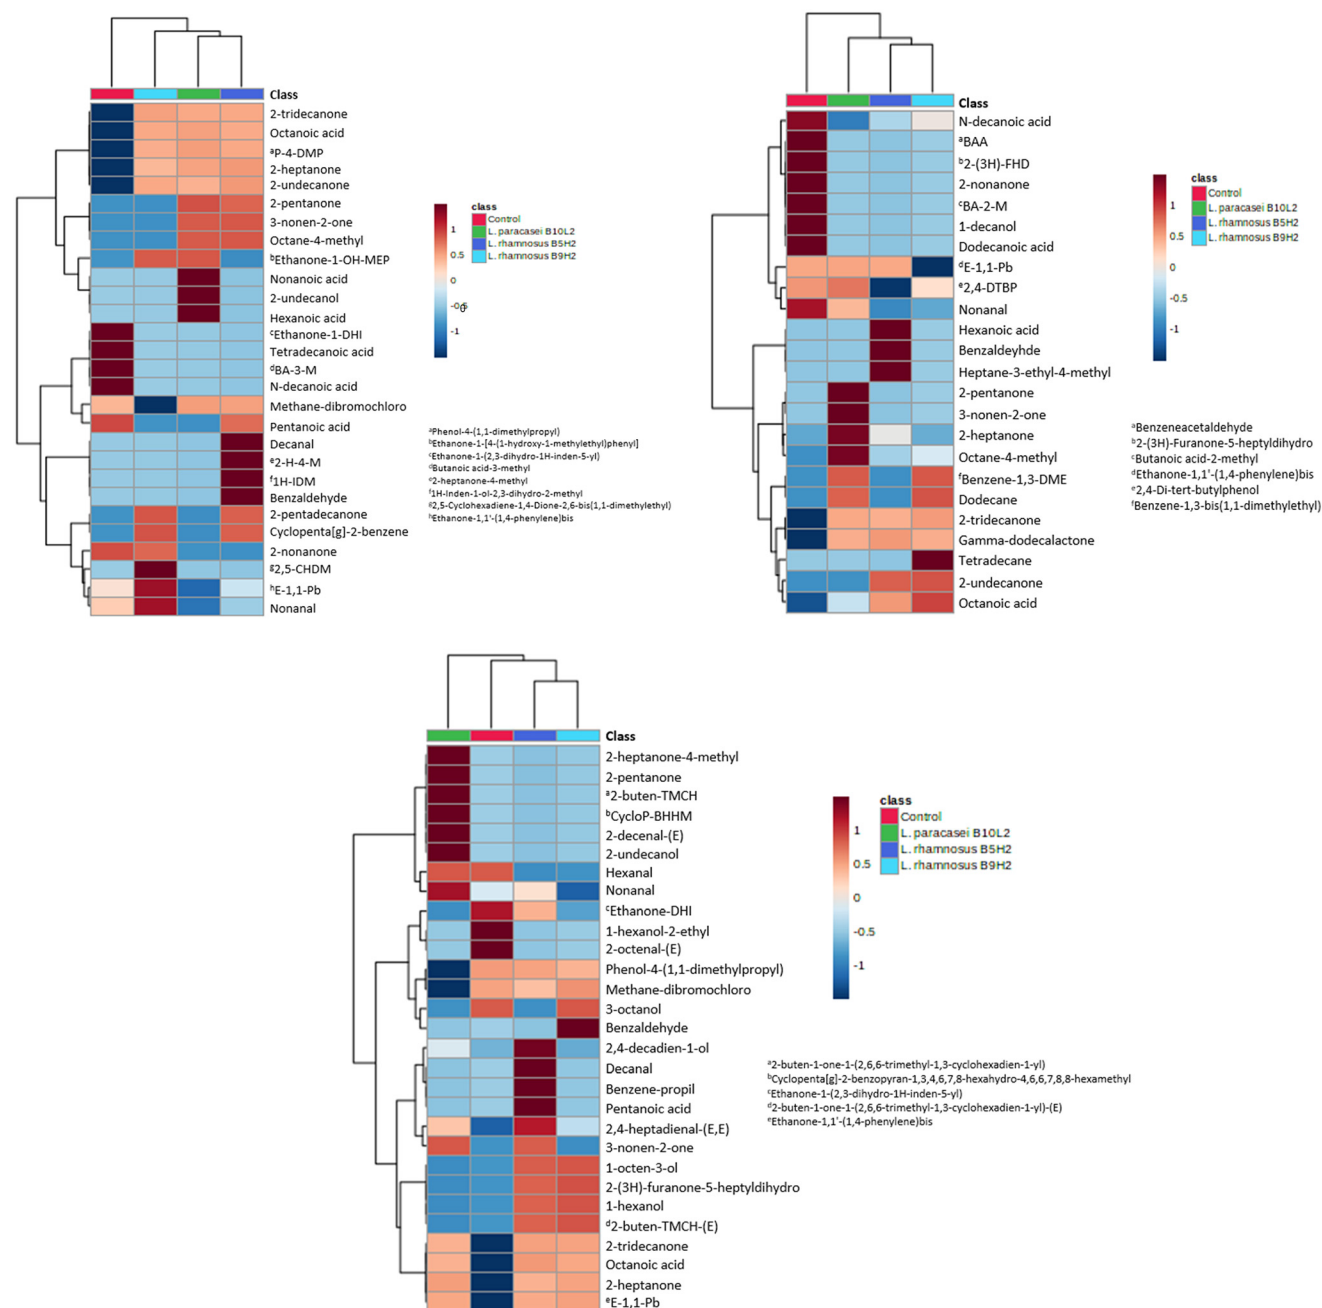 Class
2-tridecanone
Octanoic acid
ᵃP-4-DMP
2-heptanone
2-undecanone
2-pentanone
3-nonen-2-one
Octane-4-methyl
ᵇEthanone-1-OH-MEP
Nonanoic acid
2-undecanol
Hexanoic acid
ᶜEthanone-1-DHI
Tetradecanoic acid
ᵈBA-3-M
N-decanoic acid
Methane-dibromochloro
Pentanoic acid
Decanal
ᵉ2-H-4-M
ᶠ1H-IDM
Benzaldehyde
2-pentadecanone
Cyclopenta[g]-2-benzene
2-nonanone
ᵍ2,5-CHDM
ʰE-1,1-Pb
Nonanal
1
0.5
0
-0.5
-1
class
Control
L. paracasei B10L2
L. rhamnosus B5H2
L. rhamnosus B9H2
ᵃPhenol-4-(1,1-dimethylpropyl)
ᵇEthanone-1-[4-(1-hydroxy-1-methylethyl)phenyl]
ᶜEthanone-1-(2,3-dihydro-1H-inden-5-yl)
ᵈButanoic acid-3-methyl
ᵉ2-heptanone-4-methyl
ᶠ1H-Inden-1-ol-2,3-dihydro-2-methyl
ᵍ2,5-Cyclohexadiene-1,4-Dione-2,6-bis(1,1-dimethylethyl)
ʰEthanone-1,1'-(1,4-phenylene)bis
Class
N-decanoic acid
ᵃBAA
ᵇ2-(3H)-FHD
2-nonanone
ᶜBA-2-M
1-decanol
Dodecanoic acid
ᵈE-1,1-Pb
ᵉ2,4-DTBP
Nonanal
Hexanoic acid
Benzaldeyhde
Heptane-3-ethyl-4-methyl
2-pentanone
3-nonen-2-one
2-heptanone
Octane-4-methyl
ᶠBenzene-1,3-DME
Dodecane
2-tridecanone
Gamma-dodecalactone
Tetradecane
2-undecanone
Octanoic acid
1
0.5
0
-0.5
-1
class
Control
L. paracasei B10L2
L. rhamnosus B5H2
L. rhamnosus B9H2
ᵃBenzeneacetaldehyde
ᵇ2-(3H)-Furanone-5-heptyldihydro
ᶜButanoic acid-2-methyl
ᵈEthanone-1,1'-(1,4-phenylene)bis
ᵉ2,4-Di-tert-butylphenol
ᶠBenzene-1,3-bis(1,1-dimethylethyl)
Class
2-heptanone-4-methyl
2-pentanone
ᵃ2-buten-TMCH
ᵇCycloP-BHHM
2-decenal-(E)
2-undecanol
Hexanal
Nonanal
ᶜEthanone-DHI
1-hexanol-2-ethyl
2-octenal-(E)
Phenol-4-(1,1-dimethylpropyl)
Methane-dibromochloro
3-octanol
Benzaldehyde
2,4-decadien-1-ol
Decanal
Benzene-propil
Pentanoic acid
2,4-heptadienal-(E,E)
3-nonen-2-one
1-octen-3-ol
2-(3H)-furanone-5-heptyldihydro
1-hexanol
ᵈ2-buten-TMCH-(E)
2-tridecanone
Octanoic acid
2-heptanone
ᵉE-1,1-Pb
1
0.5
0
-0.5
-1
class
Control
L. paracasei B10L2
L. rhamnosus B5H2
L. rhamnosus B9H2
ᵃ2-buten-1-one-1-(2,6,6-trimethyl-1,3-cyclohexadien-1-yl)
ᵇCyclopenta[g]-2-benzopyran-1,3,4,6,7,8-hexahydro-4,6,6,7,8,8-hexamethyl
ᶜEthanone-1-(2,3-dihydro-1H-inden-5-yl)
ᵈ2-buten-1-one-1-(2,6,6-trimethyl-1,3-cyclohexadien-1-yl)-(E)
ᵉEthanone-1,1'-(1,4-phenylene)bis